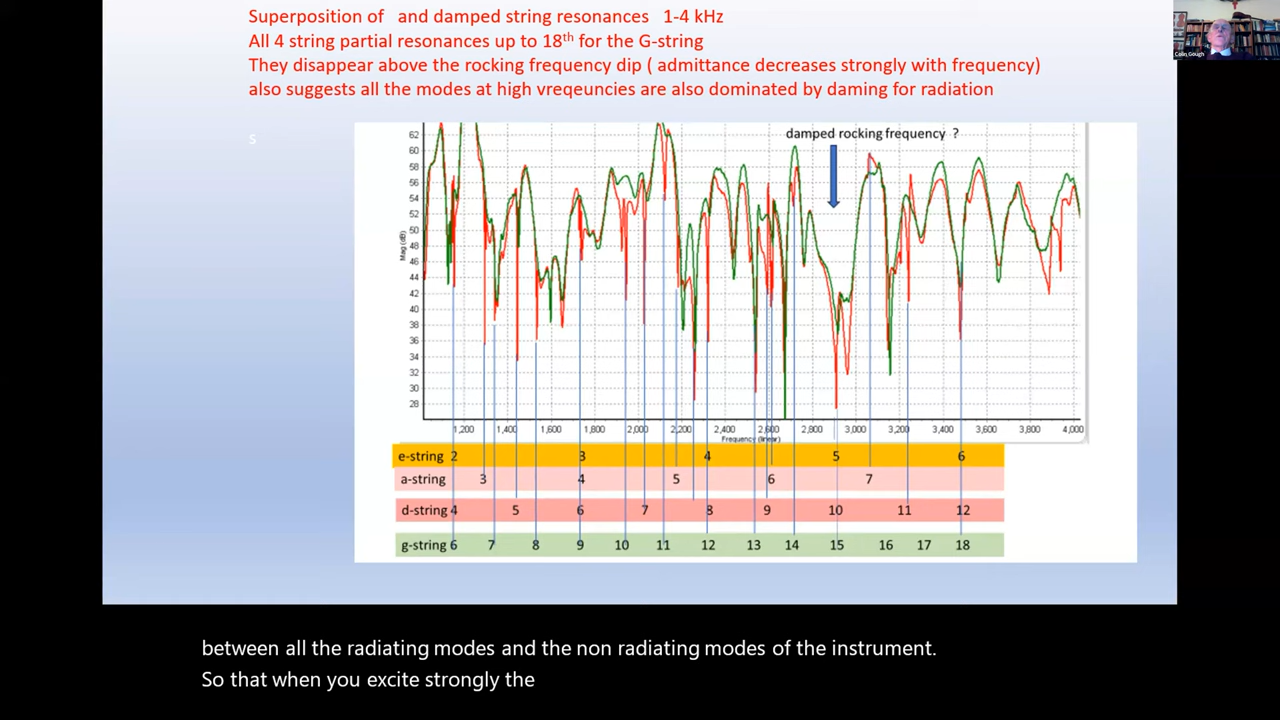 Superposition of and damped string resonances 1-4 kHz
All 4 string partial resonances up to 18th for the G-string
They disappear above the rocking frequency dip ( admittance decreases strongly with frequency)
also suggests all the modes at high vreqeuncies are also dominated by daming for radiation
s
Colin Gough
damped rocking frequency ?
Mag (dB)
62
60
58
56
54
52
50
48
46
44
42
40
38
36
34
32
30
28
1,200 1,400 1,600 1,800 2,000 2,200 2,400 2,600 2,800 3,000 3,200 3,400 3,600 3,800 4,000
Frequency (linear)
e-string 2 3 4 5 6
a-string 3 4 5 6 7
d-string 4 5 6 7 8 9 10 11 12
g-string 6 7 8 9 10 11 12 13 14 15 16 17 18
between all the radiating modes and the non radiating modes of the instrument.
So that when you excite strongly the